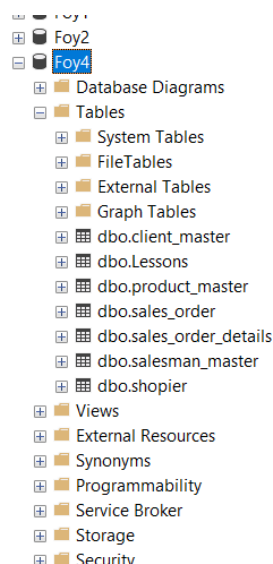 Foy2
Foy4
Database Diagrams
Tables
System Tables
FileTables
External Tables
Graph Tables
dbo.client_master
dbo.Lessons
dbo.product_master
dbo.sales_order
dbo.sales_order_details
dbo.salesman_master
dbo.shopier
Views
External Resources
Synonyms
Programmability
Service Broker
Storage
Security